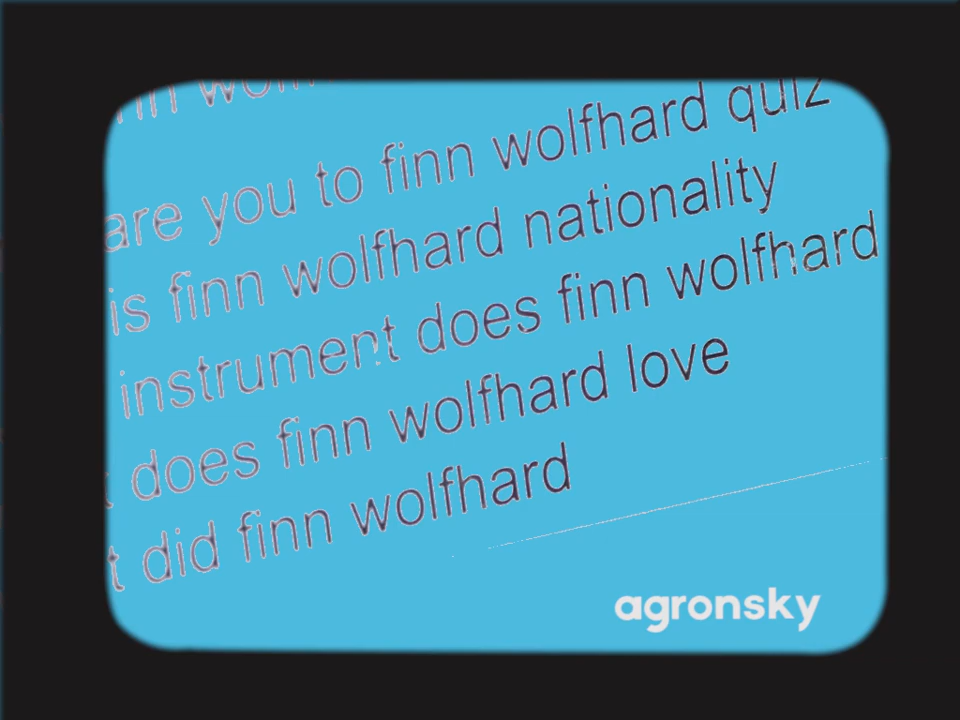 are you to finn wolfhard quiz
is finn wolfhard nationality
instrument does finn wolfhard
does finn wolfhard love
t did finn wolfhard
agronsky